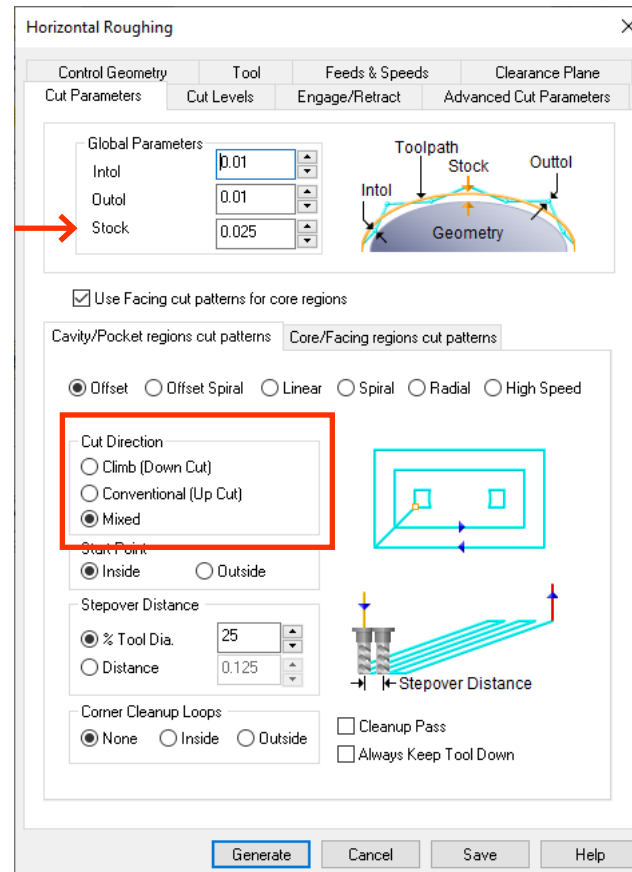 Horizontal Roughing
Control Geometry Tool Feeds & Speeds Clearance Plane
Cut Parameters Cut Levels Engage/Retract Advanced Cut Parameters
Global Parameters
Intol 0.01
Outol 0.01
Stock 0.025
Toolpath
Stock
Outtol
Intol
Geometry
Use Facing cut patterns for core regions
Cavity/Pocket regions cut patterns Core/Facing regions cut patterns
Offset Offset Spiral Linear Spiral Radial High Speed
Cut Direction
Climb (Down Cut)
Conventional (Up Cut)
Mixed
Start Point
Inside Outside
Stepover Distance
% Tool Dia. 25
Distance 0.125
Stepover Distance
Corner Cleanup Loops
None Inside Outside
Cleanup Pass
Always Keep Tool Down
Generate Cancel Save Help